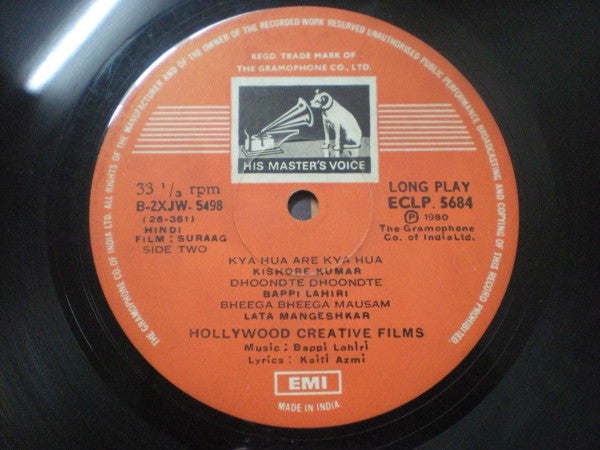 ALL RIGHTS OF THE MANUFACTURER AND OF THE OWNER OF THE RECORDED WORK RESERVED UNAUTHORISED PUBLIC PERFORMANCE BROADCASTING AND COPYING OF THIS RECORD PROHIBITED.
THE GRAMOPHONE CO. OF INDIA LTD.
REGD. TRADE MARK OF
THE GRAMOPHONE CO., LTD.
HIS MASTER'S VOICE
33 1/3 rpm
B-2XJW. 5498
(26-381)
HINDI
FILM: SURAAG
SIDE TWO
LONG PLAY
ECLP. 5684
Ⓟ 1980
The Gramophone
Co. of India Ltd.
KYA HUA ARE KYA HUA
KISHORE KUMAR
DHOONDTE DHOONDTE
BAPPI LAHIRI
BHEEGA BHEEGA MAUSAM
LATA MANGESHKAR
HOLLYWOOD CREATIVE FILMS
Music: Bappi Lahiri
Lyrics: Kaifi Azmi
EMI
MADE IN INDIA